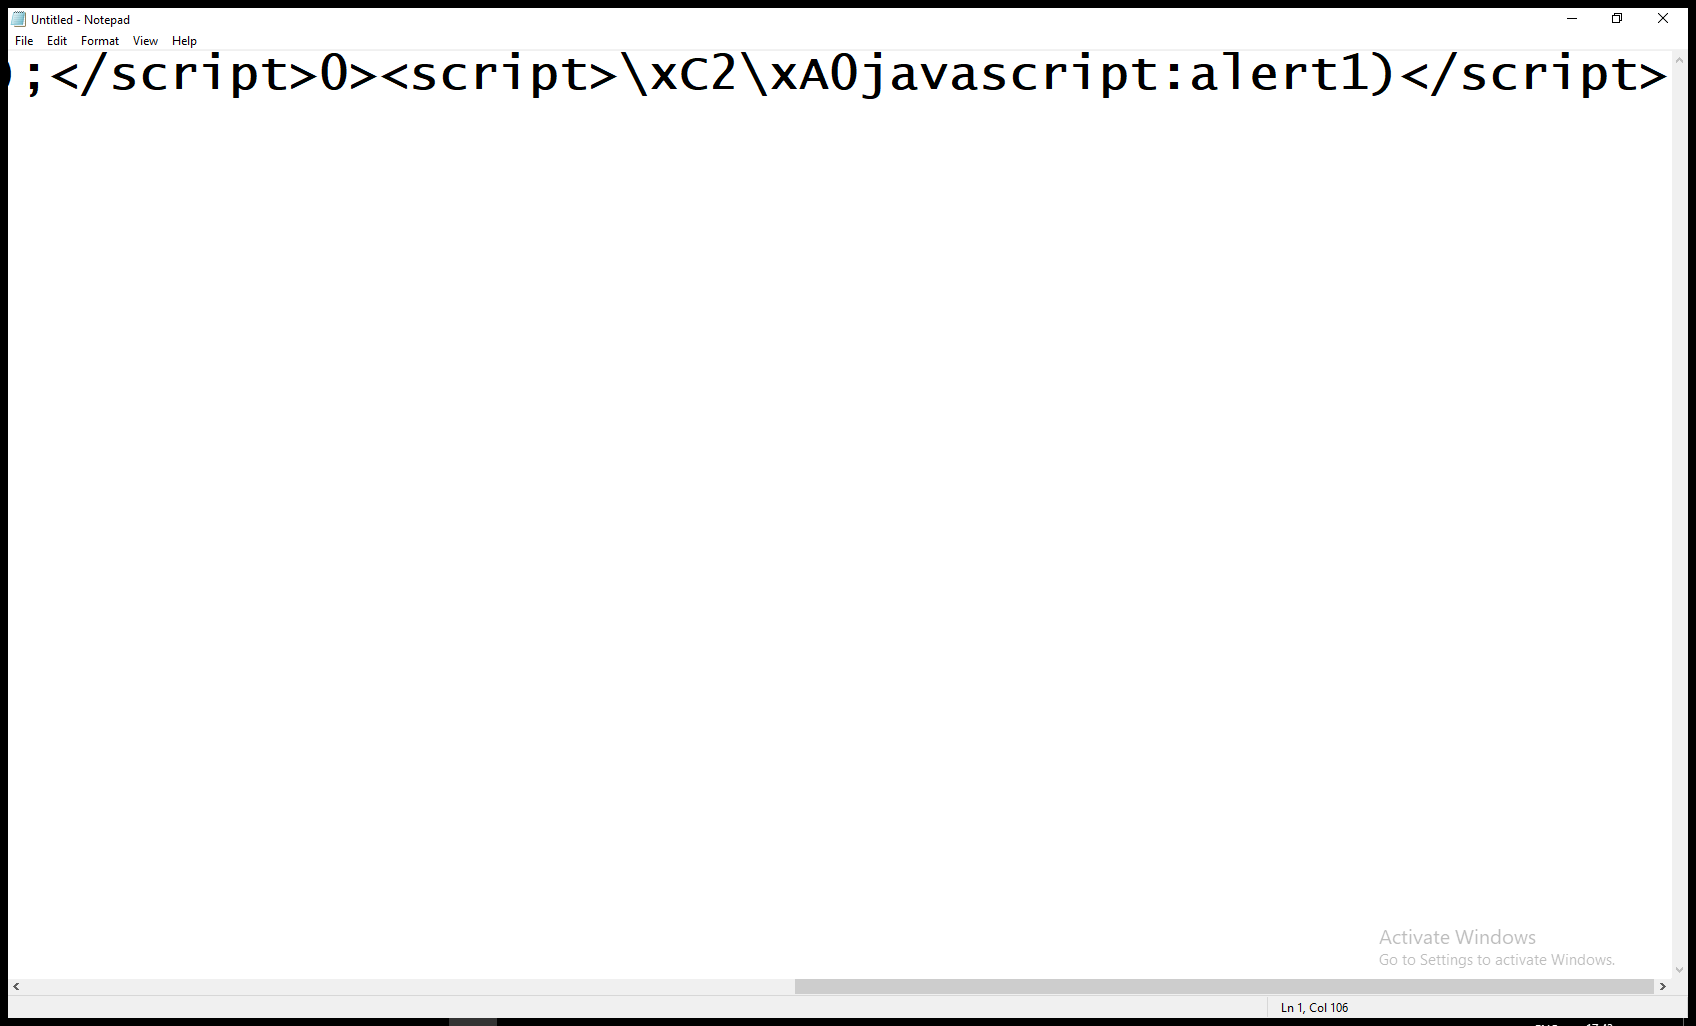 Untitled - Notepad
File Edit Format View Help
);</script>0><script>\xC2\xA0javascript:alert1)</script>
Activate Windows
Go to Settings to activate Windows.
Ln 1, Col 106